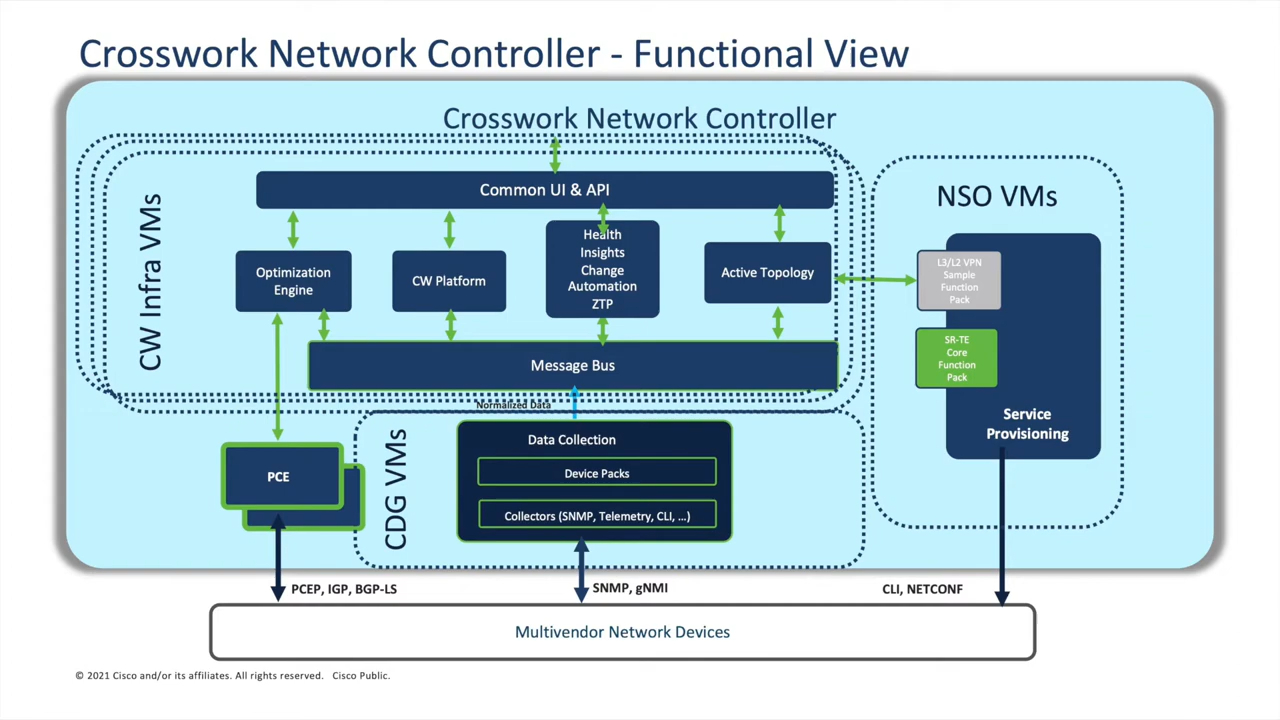 Crosswork Network Controller - Functional View
Crosswork Network Controller
CW Infra VMs
Common UI & API
Optimization
Engine
CW Platform
Health
Insights
Change
Automation
ZTP
Active Topology
Message Bus
Normalized Data
NSO VMs
L3/L2 VPN
Sample
Function
Pack
SR-TE
Core
Function
Pack
Service
Provisioning
PCE
CDG VMs
Data Collection
Device Packs
Collectors (SNMP, Telemetry, CLI, ...)
PCEP, IGP, BGP-LS
SNMP, gNMI
CLI, NETCONF
Multivendor Network Devices
© 2021 Cisco and/or its affiliates. All rights reserved. Cisco Public.